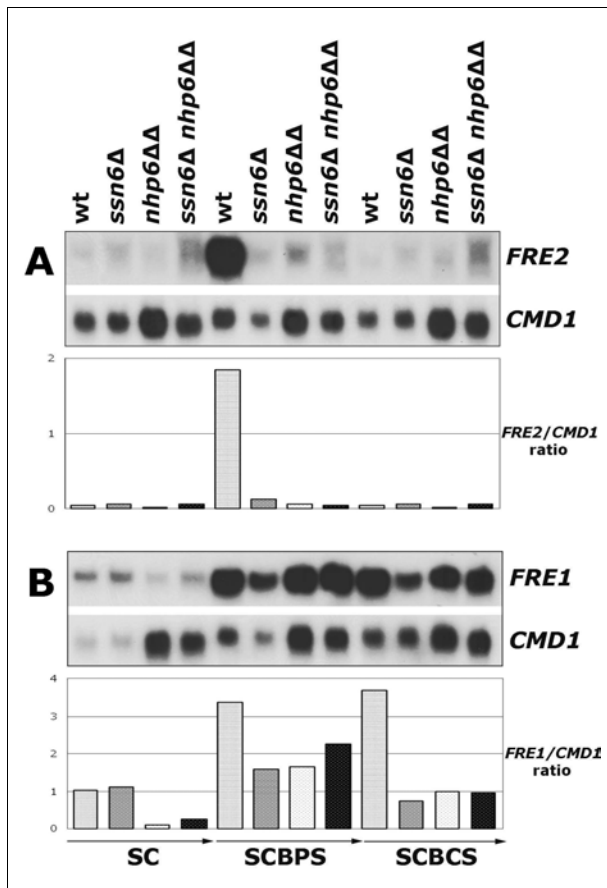 wt
ssn6Δ
nhp6ΔΔ
ssn6Δ nhp6ΔΔ
wt
ssn6Δ
nhp6ΔΔ
ssn6Δ nhp6ΔΔ
wt
ssn6Δ
nhp6ΔΔ
ssn6Δ nhp6ΔΔ
A
FRE2
CMD1
2
1
0
FRE2/CMD1
ratio
B
FRE1
CMD1
4
3
2
1
0
FRE1/CMD1
ratio
SC
SCBPS
SCBCS